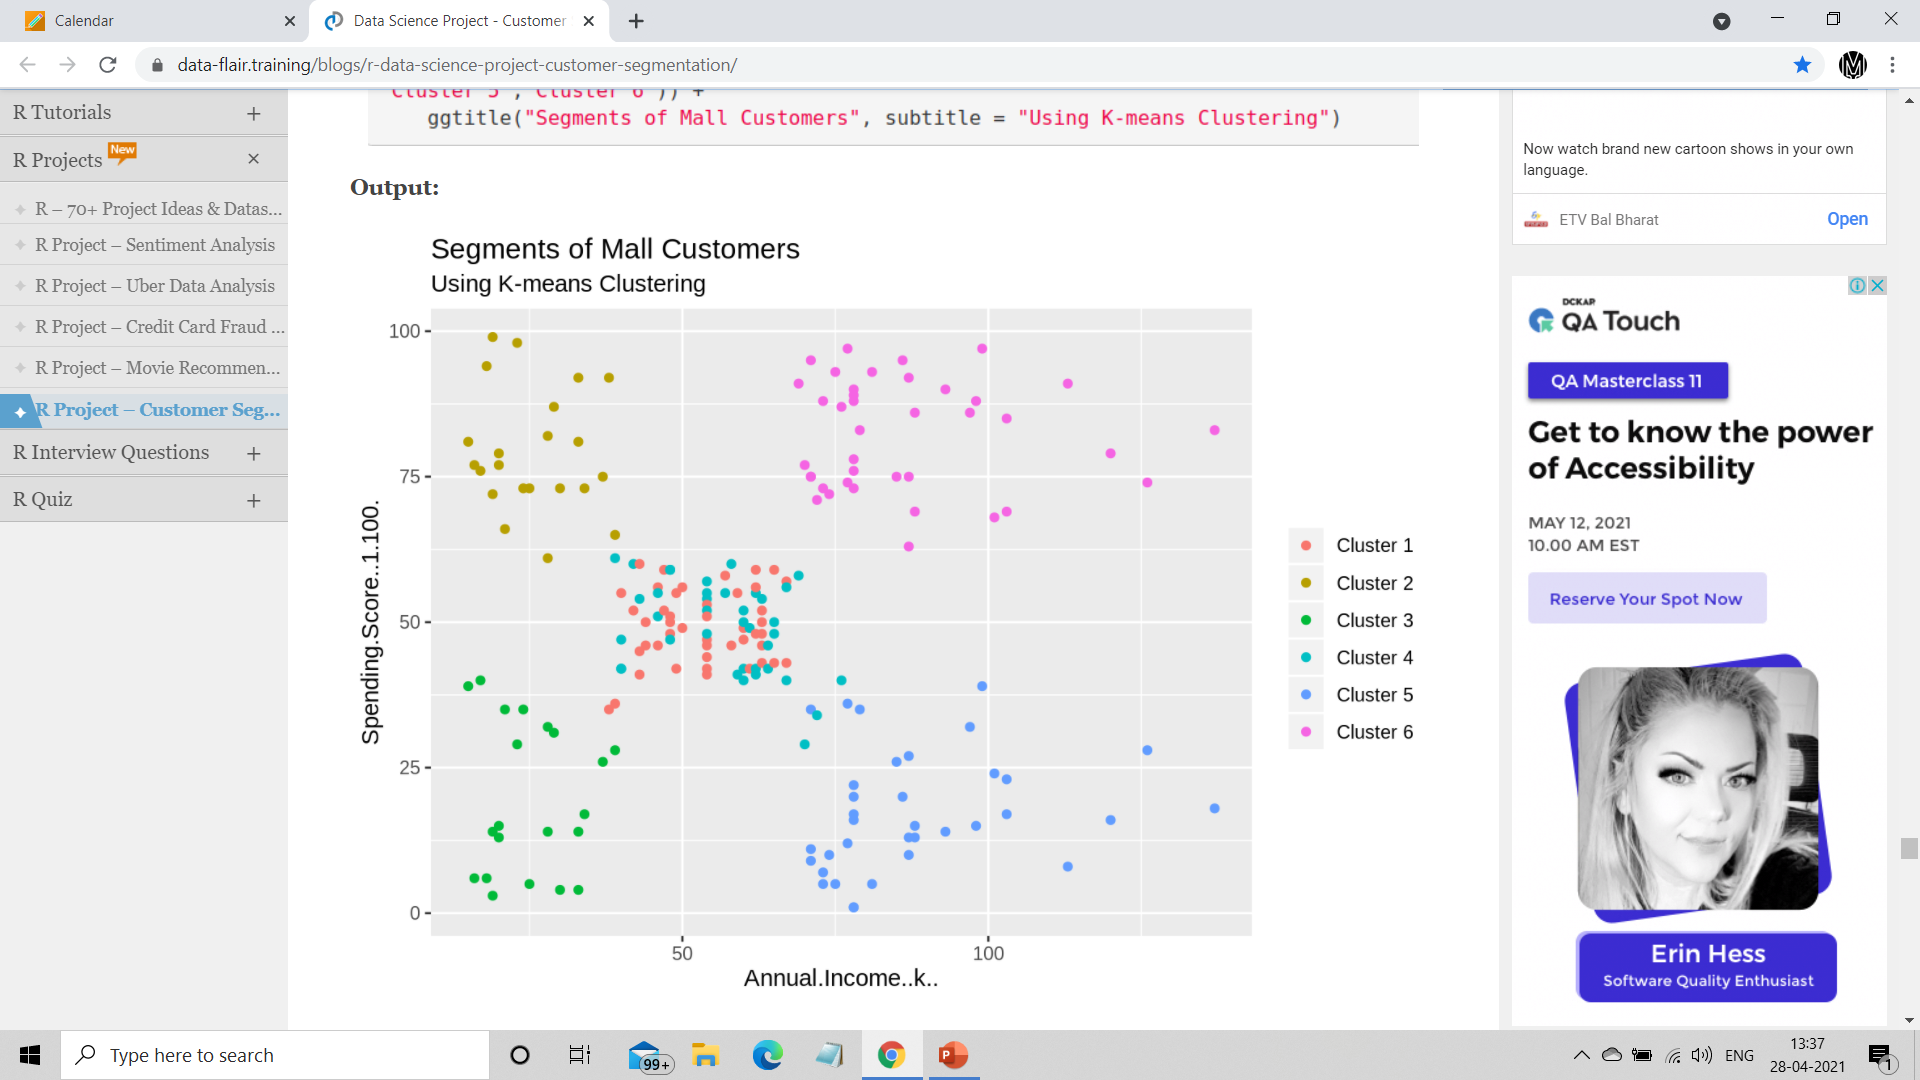 Calendar
Data Science Project - Customer
data-flair.training/blogs/r-data-science-project-customer-segmentation/
R Tutorials
R Projects New
R – 70+ Project Ideas & Datas...
R Project – Sentiment Analysis
R Project – Uber Data Analysis
R Project – Credit Card Fraud ...
R Project – Movie Recommen...
R Project – Customer Seg...
R Interview Questions
R Quiz
Cluster 5", "Cluster 6")) +
ggtitle("Segments of Mall Customers", subtitle = "Using K-means Clustering")
Output:
Segments of Mall Customers
Using K-means Clustering
100
75
50
25
0
Spending.Score..1.100.
50
100
Annual.Income..k..
Cluster 1
Cluster 2
Cluster 3
Cluster 4
Cluster 5
Cluster 6
Now watch brand new cartoon shows in your own
language.
ETV Bal Bharat
Open
DCKAP
QA Touch
QA Masterclass 11
Get to know the power
of Accessibility
MAY 12, 2021
10.00 AM EST
Reserve Your Spot Now
Erin Hess
Software Quality Enthusiast
Type here to search
99+
P
ENG
13:37
28-04-2021
1